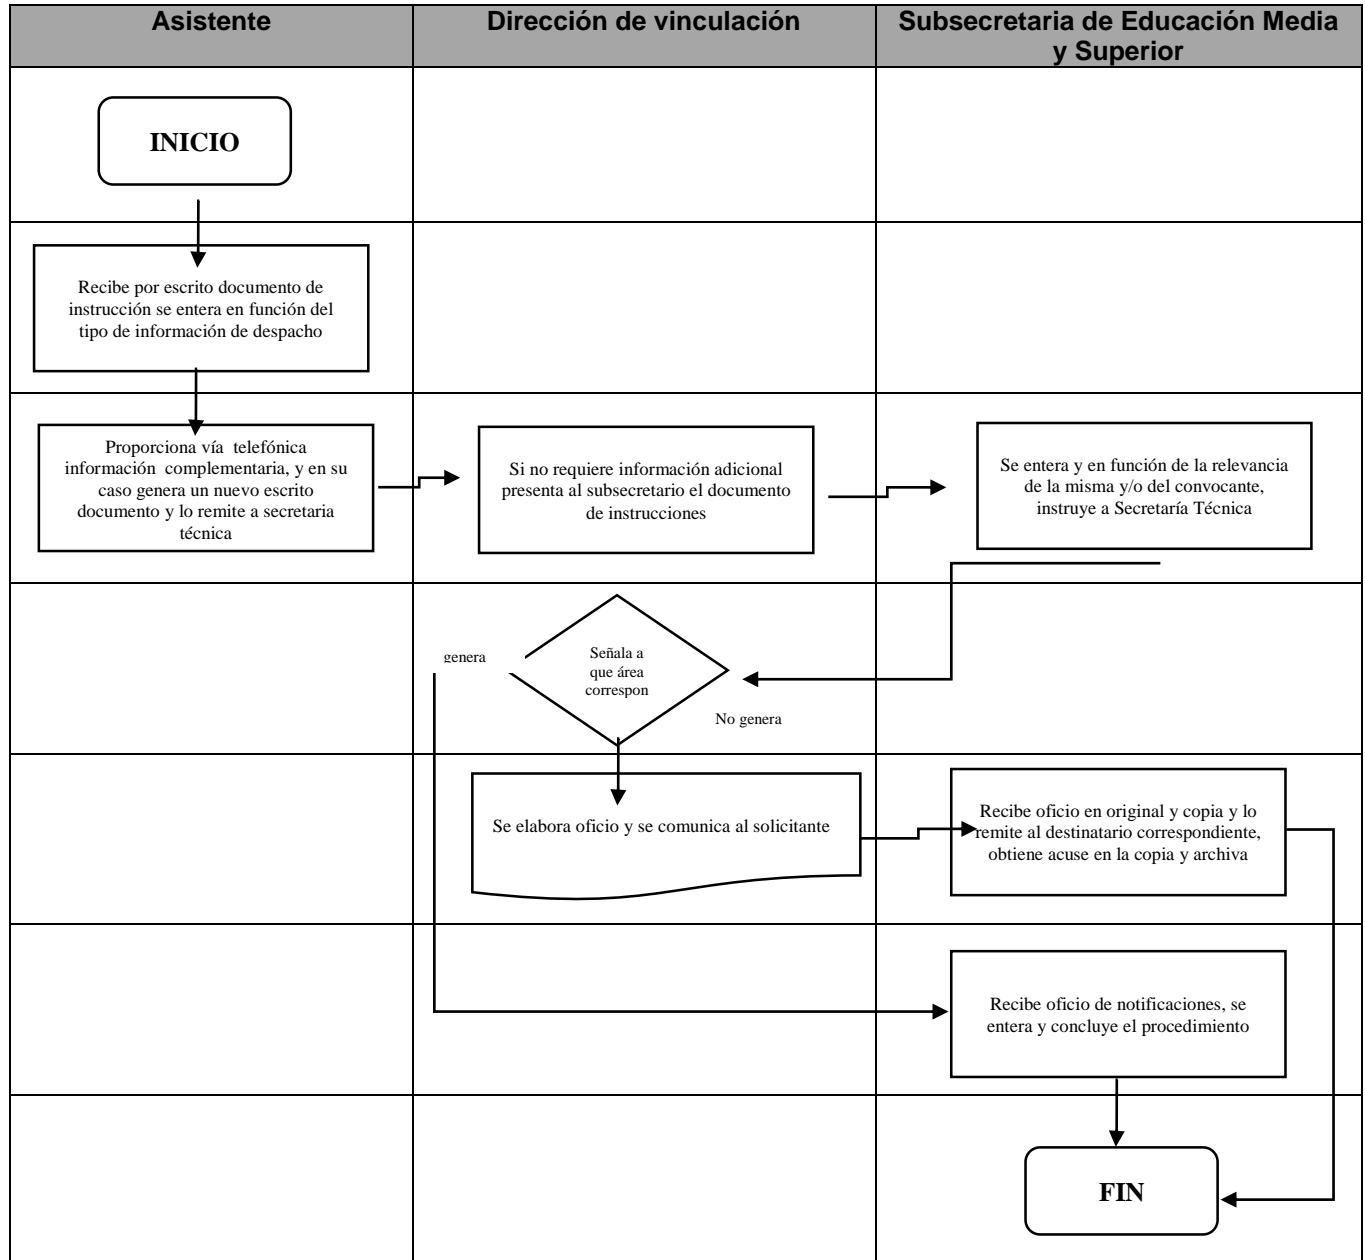 Asistente
Dirección de vinculación
Subsecretaria de Educación Media
y Superior
INICIO
Recibe por escrito documento de
instrucción se entera en función del
tipo de información de despacho
Proporciona vía telefónica
información complementaria, y en su
caso genera un nuevo escrito
documento y lo remite a secretaria
técnica
Si no requiere información adicional
presenta al subsecretario el documento
de instrucciones
Se entera y en función de la relevancia
de la misma y/o del convocante,
instruye a Secretaría Técnica
genera
Señala a
que área
correspon
No genera
Se elabora oficio y se comunica al solicitante
Recibe oficio en original y copia y lo
remite al destinatario correspondiente,
obtiene acuse en la copia y archiva
Recibe oficio de notificaciones, se
entera y concluye el procedimiento
FIN